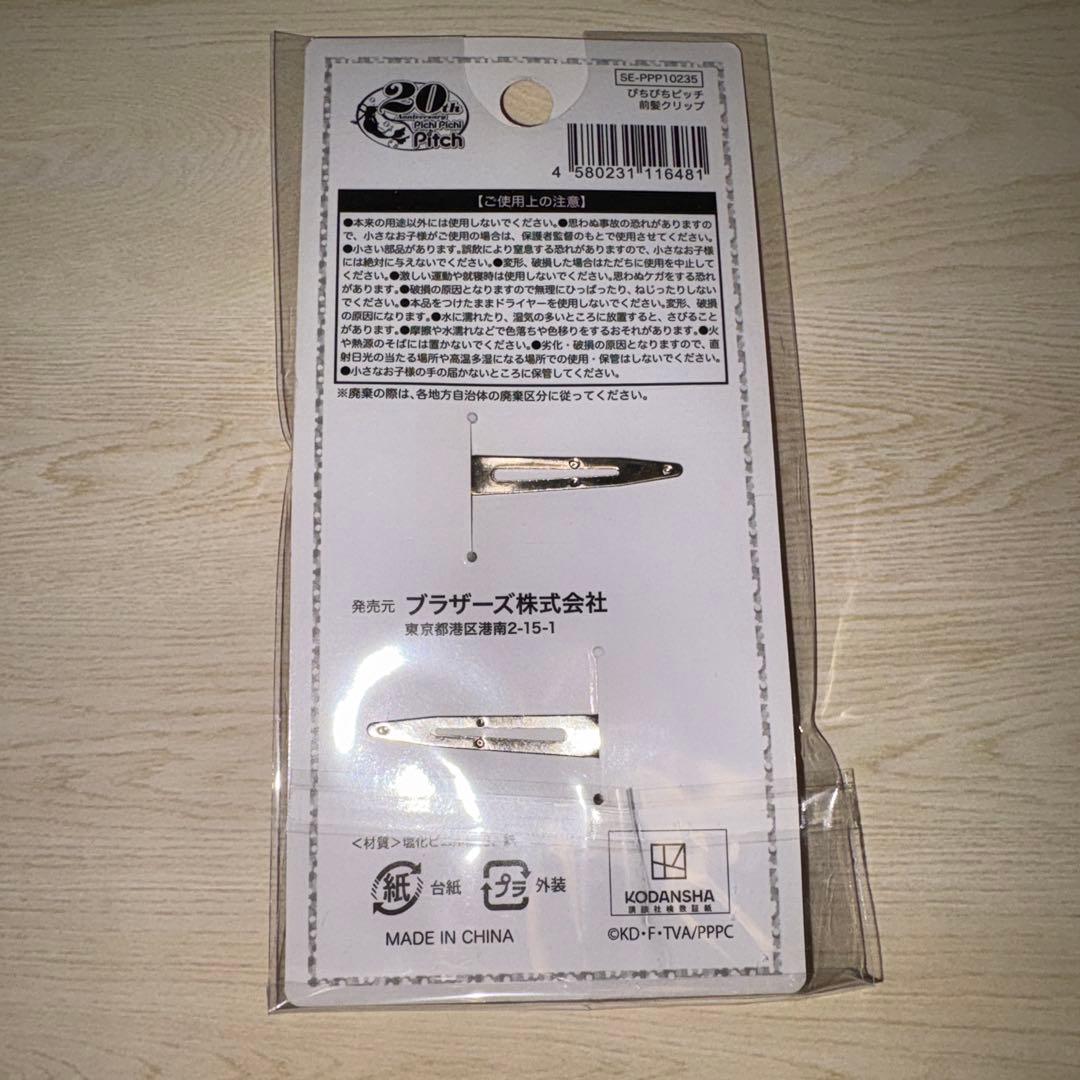 20th
Anniversary
Pichi Pichi
Pitch
SE-PPP10235
ぴちぴちピッチ
前髪クリップ
4 580231 116481
【ご使用上の注意】
●本来の用途以外には使用しないでください。●思わぬ事故の恐れがありますの
で、小さなお子様がご使用の場合は、保護者監督のもとで使用させてください。
●小さい部品があります。誤飲により窒息する恐れがありますので、小さなお子様
には絶対に与えないでください。●変形、破損した場合はただちに使用を中止して
ください。●激しい運動や就寝時は使用しないでください。思わぬケガをする恐れ
があります。●破損の原因となりますので無理にひっぱったり、ねじったりしない
でください。●本品をつけたままドライヤーを使用しないでください。変形、破損
の原因になります。●水に濡れたり、湿気の多いところに放置すると、さびること
があります。●摩擦や水濡れなどで色落ちや色移りをするおそれがあります。●火
や熱源のそばには置かないでください。●劣化・破損の原因となりますので、直
射日光の当たる場所や高温多湿になる場所での使用・保管はしないでください。
●小さなお子様の手の届かないところに保管してください。
※廃棄の際は、各地方自治体の廃棄区分に従ってください。
発売元 ブラザーズ株式会社
東京都港区港南2-15-1
＜材質＞塩化ビ
紙 台紙 プラ 外装
MADE IN CHINA
KODANSHA
講談社検数証紙
©KD・F・TVA/PPPC